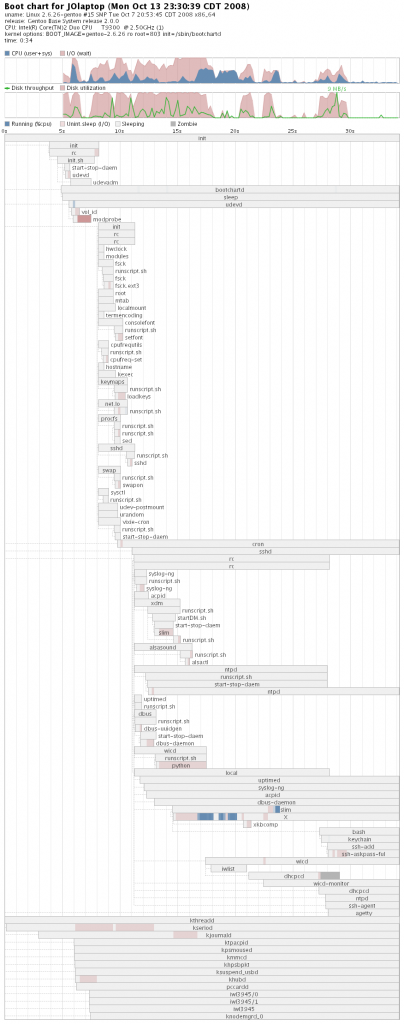 Boot chart for JOlaptop (Mon Oct 13 23:30:39 CDT 2008)
uname: Linux 2.6.26-gentoo #15 SMP Tue Oct 7 20:53:45 CDT 2008 x86_64
release: Gentoo Base System release 2.0.0
CPU: Intel(R) Core(TM)2 Duo CPU T9300 @ 2.50GHz (1)
kernel options: BOOT_IMAGE=gentoo-2.6.26 ro root=803 init=/sbin/bootchartd
time: 0:34
CPU (user+sys) I/O (wait)
Disk throughput Disk utilization
Running (%cpu) Unint.sleep (I/O) Sleeping Zombie
0s 5s 10s 15s 20s 25s 30s
init
init
rc
init.sh
start-stop-daem
udevd
udevadm
bootchartd
sleep
udevd
vol_id
modprobe
init
rc
rc
hwclock
modules
fsck
runscript.sh
fsck
fsck.ext3
root
mtab
localmount
termencoding
consolefont
runscript.sh
setfont
cpufrequtils
runscript.sh
cpufreq-set
hostname
kexec
keymaps
runscript.sh
loadkeys
net.lo
runscript.sh
procfs
runscript.sh
runscript.sh
sed
sshd
runscript.sh
sshd
swap
runscript.sh
swapon
sysctl
runscript.sh
udev-postmount
urandom
vixie-cron
runscript.sh
start-stop-daem
cron
sshd
rc
rc
syslog-ng
runscript.sh
syslog-ng
acpid
xdm
runscript.sh
startDM.sh
start-stop-daem
slim
runscript.sh
alsasound
runscript.sh
alsactl
ntpd
runscript.sh
start-stop-daem
ntpd
uptimed
runscript.sh
dbus
runscript.sh
dbus-uuidgen
start-stop-daem
dbus-daemon
wicd
runscript.sh
python
local
uptimed
syslog-ng
acpid
dbus-daemon
slim
X
xkbcomp
bash
keychain
ssh-add
ssh-askpass-ful
wicd
iwlist
dhcpcd
wicd-monitor
dhcpcd
ntpd
ssh-agent
agetty
kthreadd
kseriod
kjournald
ktpacpid
kpsmoused
kmmcd
khpsbpkt
ksuspend_usbd
khubd
pccardd
iwl3945/0
iwl3945/1
iwl3945
knodemgrd_0